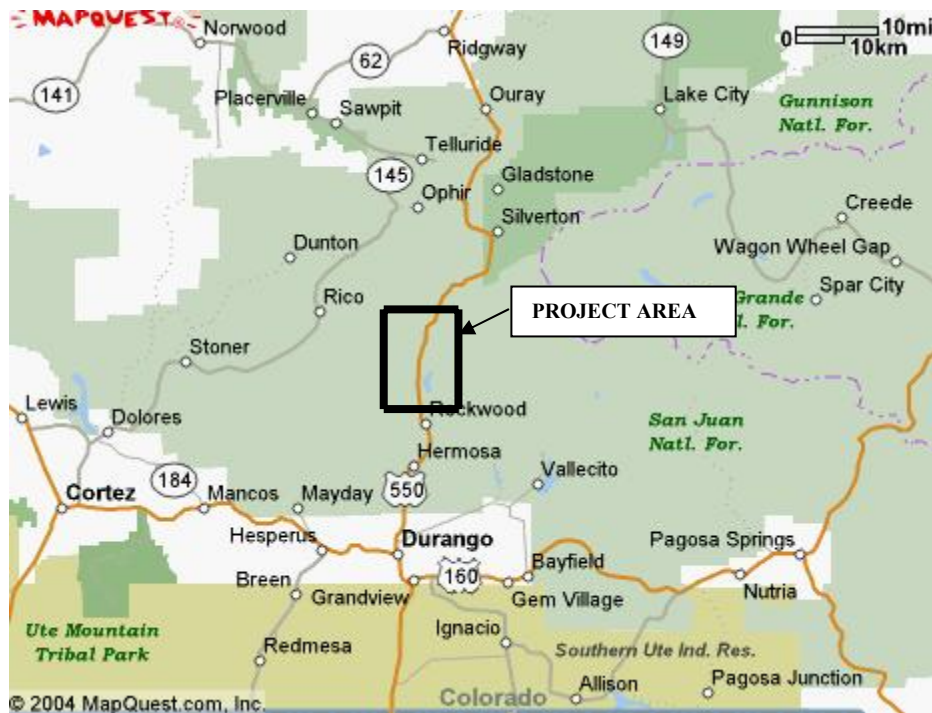 MAPQUEST
Norwood
Ridgway
149
10mi
0
10km
62
141
Placerville
Sawpit
Ouray
Lake City
Gunnison
Natl. For.
Telluride
145
Gladstone
Ophir
Silverton
Creede
Dunton
Wagon Wheel Gap
Rico
PROJECT AREA
Grande
l. For.
Spar City
Stoner
Lewis
Dolores
Rockwood
San Juan
Natl. For.
Hermosa
Vallecito
184
550
Cortez
Mancos
Mayday
Hesperus
Durango
Pagosa Springs
Bayfield
160
Breen
Grandview
Gem Village
Nutria
Ute Mountain
Tribal Park
Ignacio
Redmesa
Southern Ute Ind. Res.
Pagosa Junction
Allison
Colorado
© 2004 MapQuest.com, Inc.